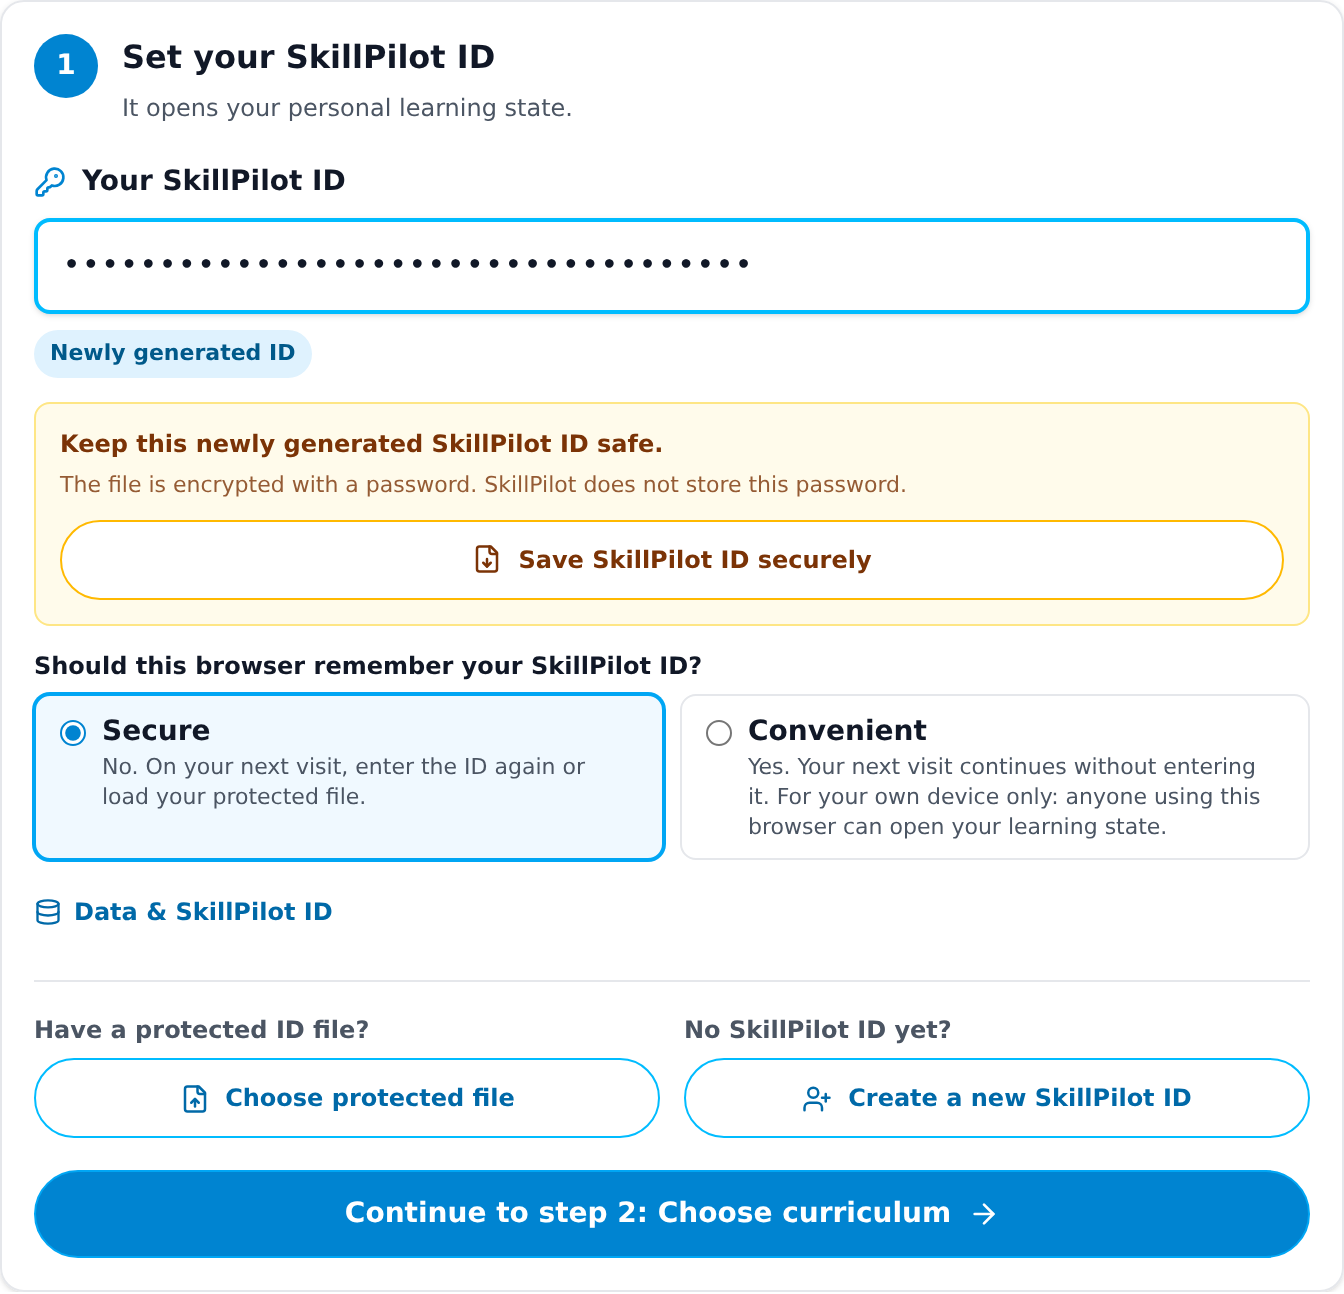 1
Set your SkillPilot ID
It opens your personal learning state.
Your SkillPilot ID
••••••••••••••••••••••••••••••••••••
Newly generated ID
Keep this newly generated SkillPilot ID safe.
The file is encrypted with a password. SkillPilot does not store this password.
Save SkillPilot ID securely
Should this browser remember your SkillPilot ID?
Secure
No. On your next visit, enter the ID again or
load your protected file.
Convenient
Yes. Your next visit continues without entering
it. For your own device only: anyone using this
browser can open your learning state.
Data & SkillPilot ID
Have a protected ID file?
Choose protected file
No SkillPilot ID yet?
Create a new SkillPilot ID
Continue to step 2: Choose curriculum →